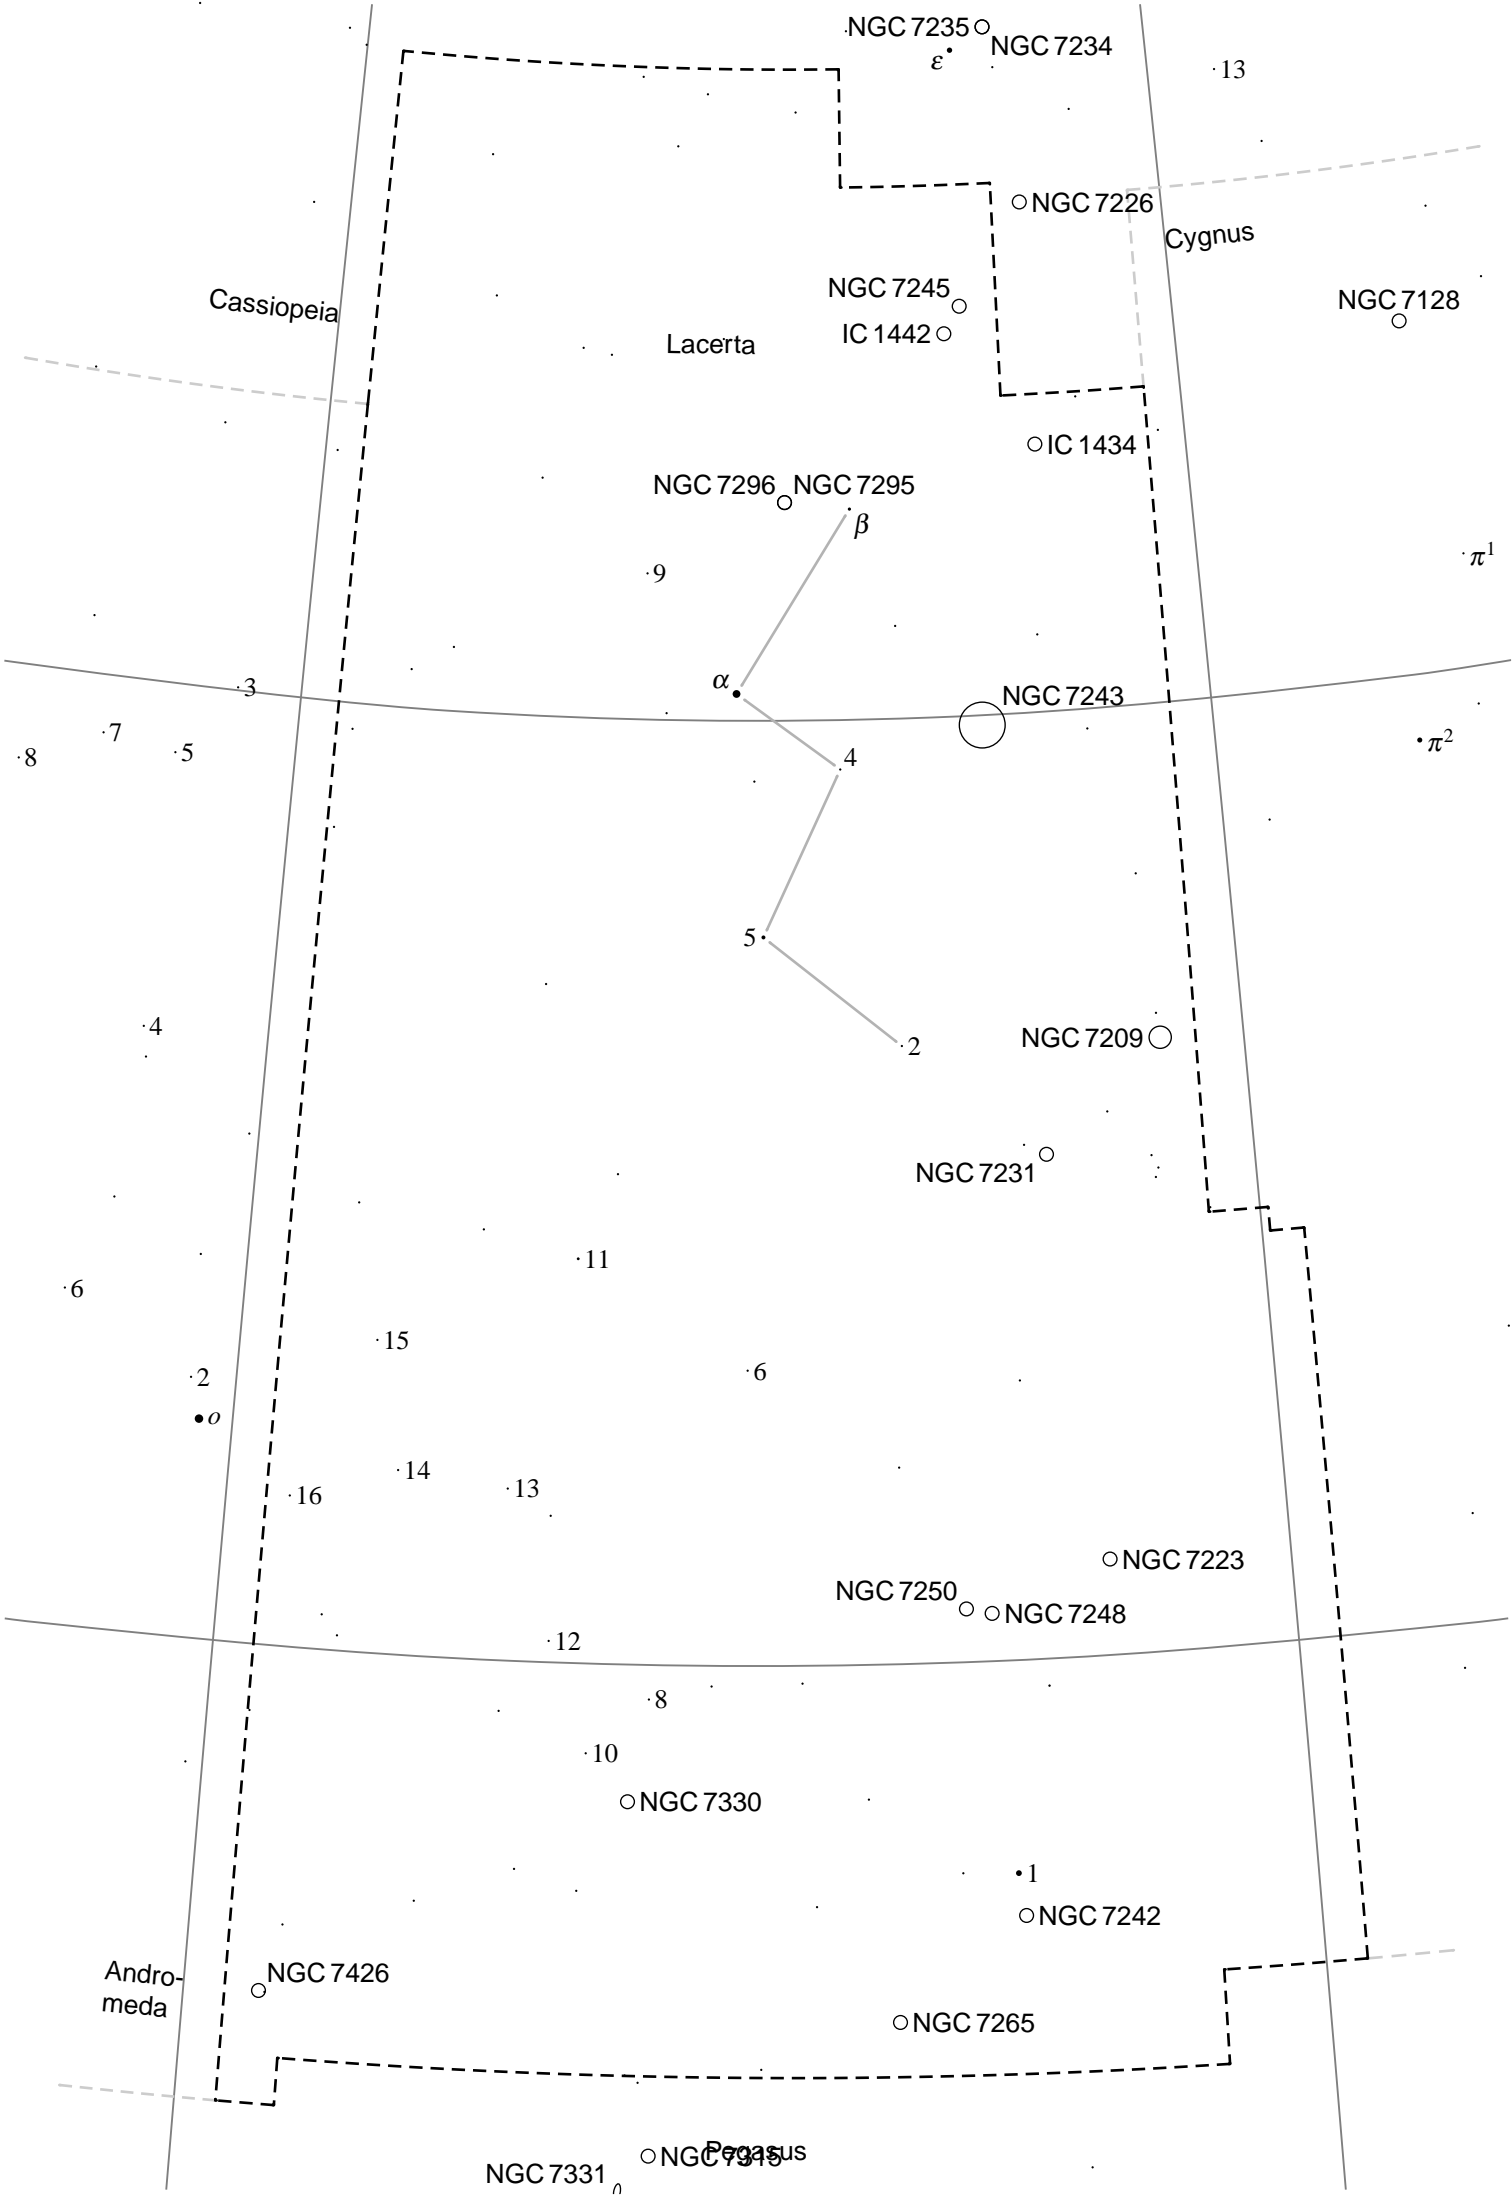 NGC 7235
NGC 7234
ε
13
NGC 7226
Cygnus
NGC 7245
NGC 7128
Cassiopeia
IC 1442
Lacerta
IC 1434
NGC 7296
NGC 7295
β
π1
9
α
3
NGC 7243
7
π2
5
8
4
5
4
NGC 7209
2
NGC 7231
11
6
15
6
2
o
14
13
16
NGC 7223
NGC 7250
NGC 7248
12
8
10
NGC 7330
1
NGC 7242
Andro-
meda
NGC 7426
NGC 7265
Pegasus
NGC 7315
NGC 7331